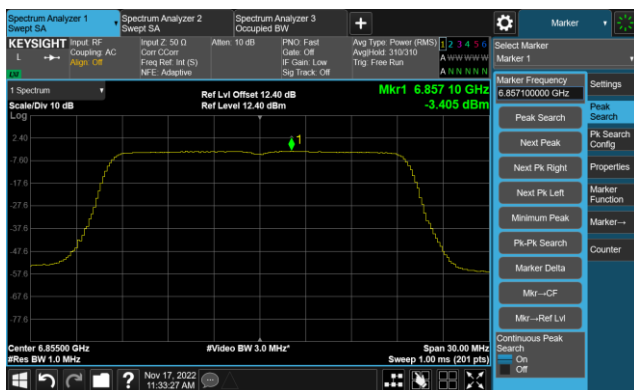 Spectrum Analyzer 1
Swept SA
Spectrum Analyzer 2
Swept SA
Spectrum Analyzer 3
Occupied BW
+
Marker
KEYSIGHT
L
LXI
Input: RF
Coupling: AC
Align: Off
Input Z: 50 Ω
Corr CCorr
Freq Ref: Int (S)
NFE: Adaptive
Atten: 10 dB
PNO: Fast
Gate: Off
IF Gain: Low
Sig Track: Off
Avg Type: Power (RMS)
Avg|Hold: 310/310
Trig: Free Run
1 2 3 4 5 6
A W W W W W
A N N N N N
Select Marker
Marker 1
1 Spectrum
Scale/Div 10 dB
Log
Ref Lvl Offset 12.40 dB
Ref Level 12.40 dBm
Mkr1 6.857 10 GHz
-3.405 dBm
1
2.40
-7.60
-17.6
-27.6
-37.6
-47.6
-57.6
-67.6
-77.6
Center 6.85500 GHz
#Res BW 1.0 MHz
#Video BW 3.0 MHz*
Span 30.00 MHz
Sweep 1.00 ms (201 pts)
Marker Frequency
6.857100000 GHz
Peak Search
Next Peak
Next Pk Right
Next Pk Left
Minimum Peak
Pk-Pk Search
Marker Delta
Mkr→CF
Mkr→Ref Lvl
Continuous Peak
Search
On
Off
Settings
Peak
Search
Pk Search
Config
Properties
Marker
Function
Marker→
Counter
?
Nov 17, 2022
11:33:27 AM